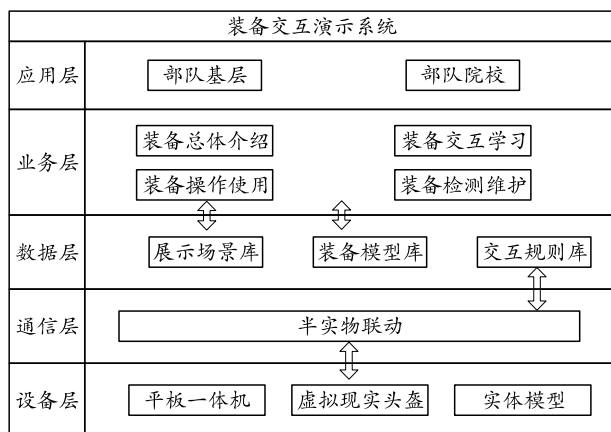 装备交互演示系统
应用层 部队基层 部队院校
装备总体介绍 装备交互学习
业务层
装备操作使用 装备检测维护
数据层 展示场景库 装备模型库 交互规则库
通信层 半实物联动
设备层 平板一体机 虚拟现实头盔 实体模型